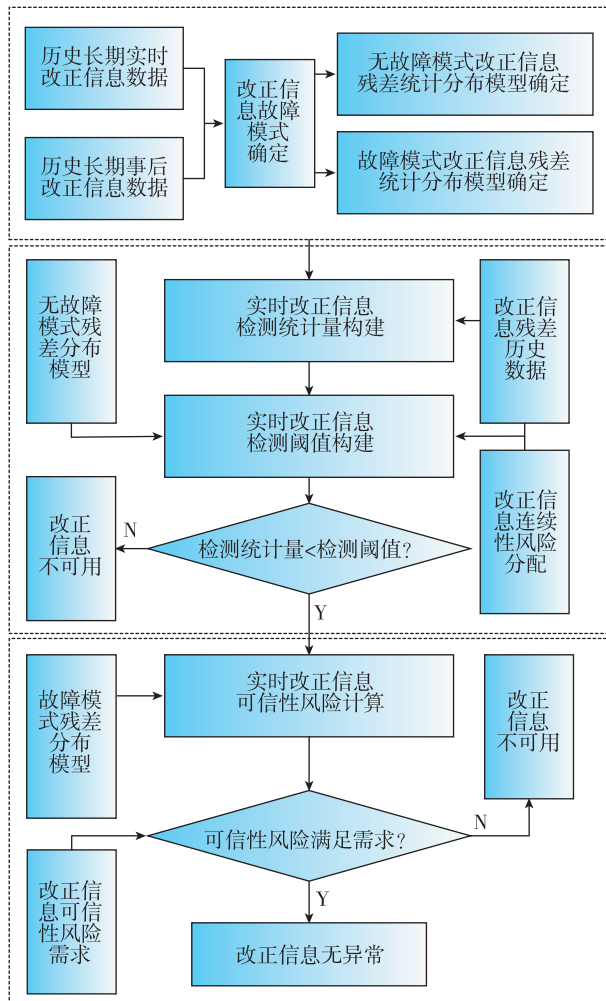 历史长期实时
改正信息数据
历史长期事后
改正信息数据
改正信
息故障
模式
确定
无故障模式改正信息
残差统计分布模型确定
故障模式改正信息残差
统计分布模型确定
无故障
模式残
差分布
模型
实时改正信息
检测统计量构建
改正信
息残差
历史
数据
实时改正信息
检测阈值构建
改正
信息
不可用
N
检测统计量<检测阈值?
改正信
息连续
性风险
分配
Y
故障模
式残差
分布
模型
实时改正信息
可信性风险计算
改正
信息
不可用
可信性风险满足需求?
N
改正信
息可信
性风险
需求
Y
改正信息无异常